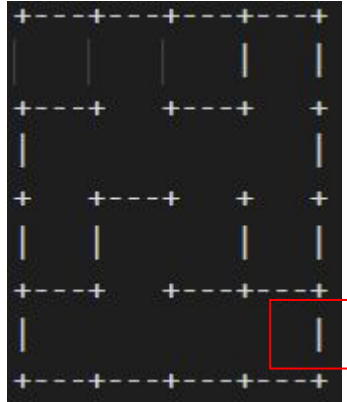 +---+---+---+---+
|   |   |   |   |
+---+   +---+   +
|               |
+   +---+   +   +
|   |       |   |
+---+   +---+---+
|               |
+---+---+---+---+